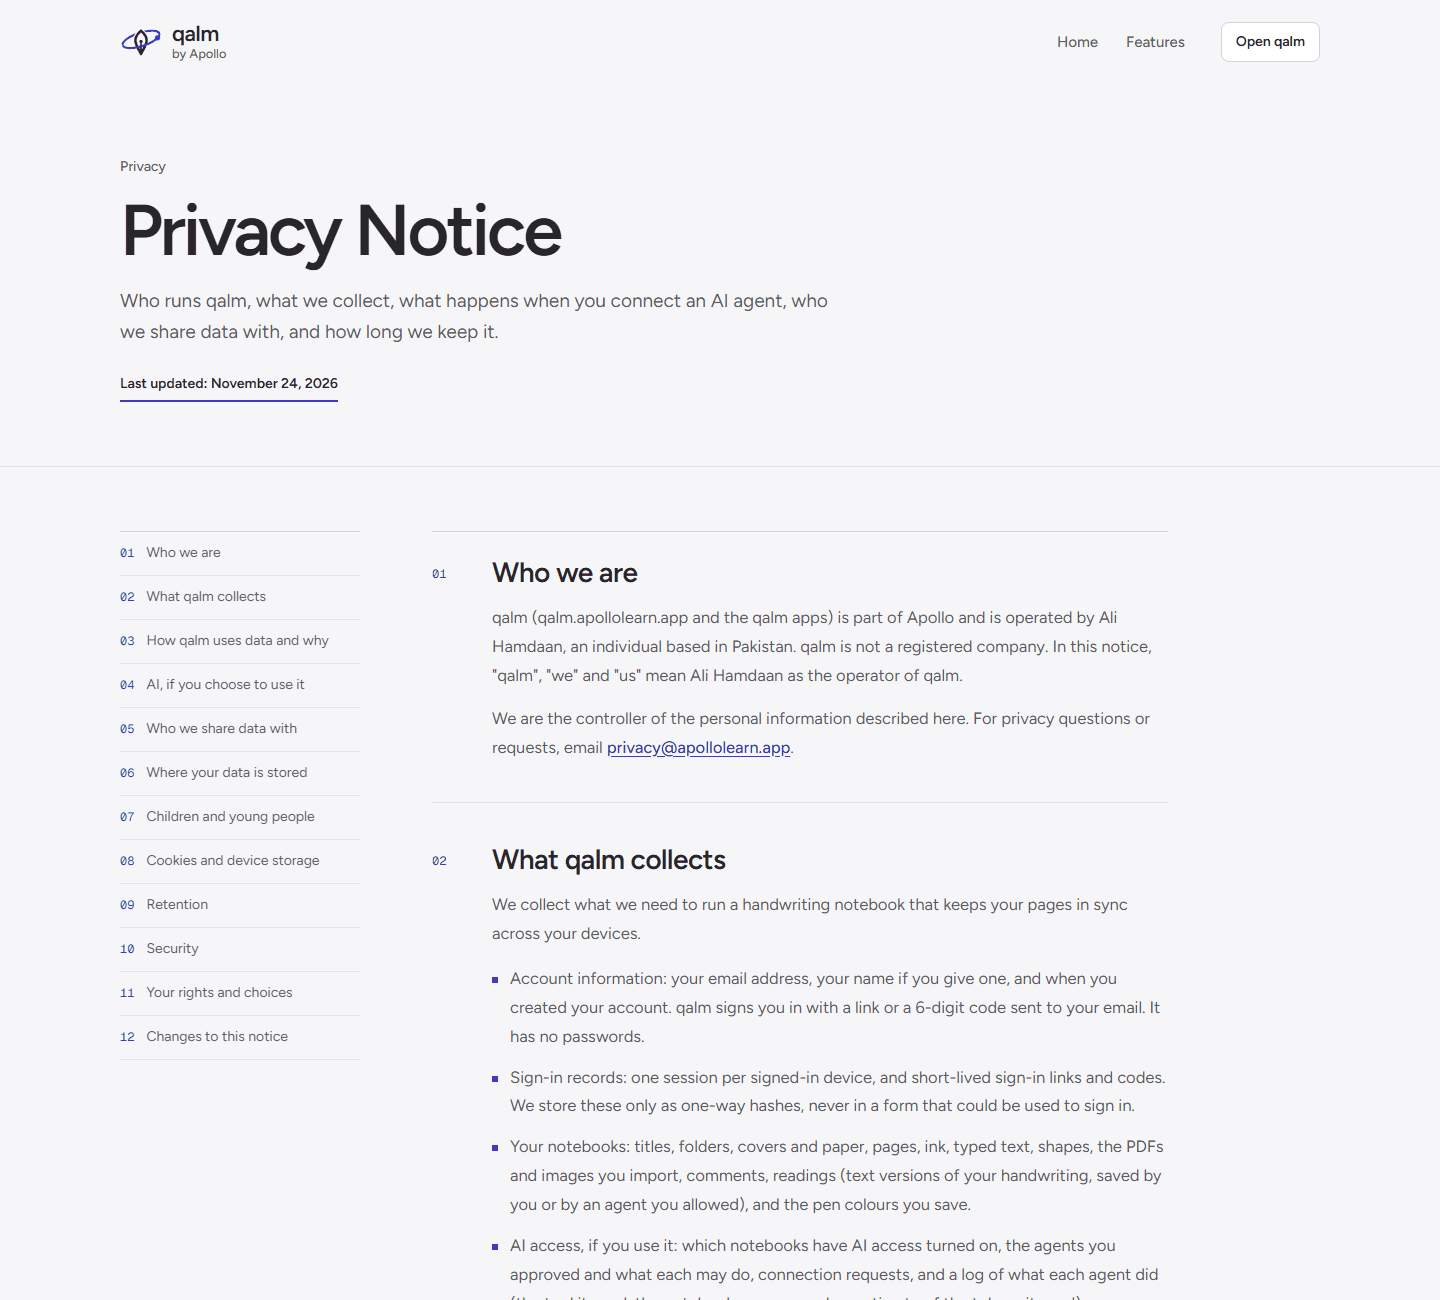 qalm
by Apollo
Home
Features
Open qalm
Privacy
Privacy Notice
Who runs qalm, what we collect, what happens when you connect an AI agent, who
we share data with, and how long we keep it.
Last updated: November 24, 2026
01 Who we are
02 What qalm collects
03 How qalm uses data and why
04 AI, if you choose to use it
05 Who we share data with
06 Where your data is stored
07 Children and young people
08 Cookies and device storage
09 Retention
10 Security
11 Your rights and choices
12 Changes to this notice
01 Who we are
qalm (qalm.apollolearn.app and the qalm apps) is part of Apollo and is operated by Ali
Hamdaan, an individual based in Pakistan. qalm is not a registered company. In this notice,
"qalm", "we" and "us" mean Ali Hamdaan as the operator of qalm.
We are the controller of the personal information described here. For privacy questions or
requests, email privacy@apollolearn.app.
02 What qalm collects
We collect what we need to run a handwriting notebook that keeps your pages in sync
across your devices.
Account information: your email address, your name if you give one, and when you
created your account. qalm signs you in with a link or a 6-digit code sent to your email. It
has no passwords.
Sign-in records: one session per signed-in device, and short-lived sign-in links and codes.
We store these only as one-way hashes, never in a form that could be used to sign in.
Your notebooks: titles, folders, covers and paper, pages, ink, typed text, shapes, the PDFs
and images you import, comments, readings (text versions of your handwriting, saved by
you or by an agent you allowed), and the pen colours you save.
AI access, if you use it: which notebooks have AI access turned on, the agents you
approved and what each may do, connection requests, and a log of what each agent did